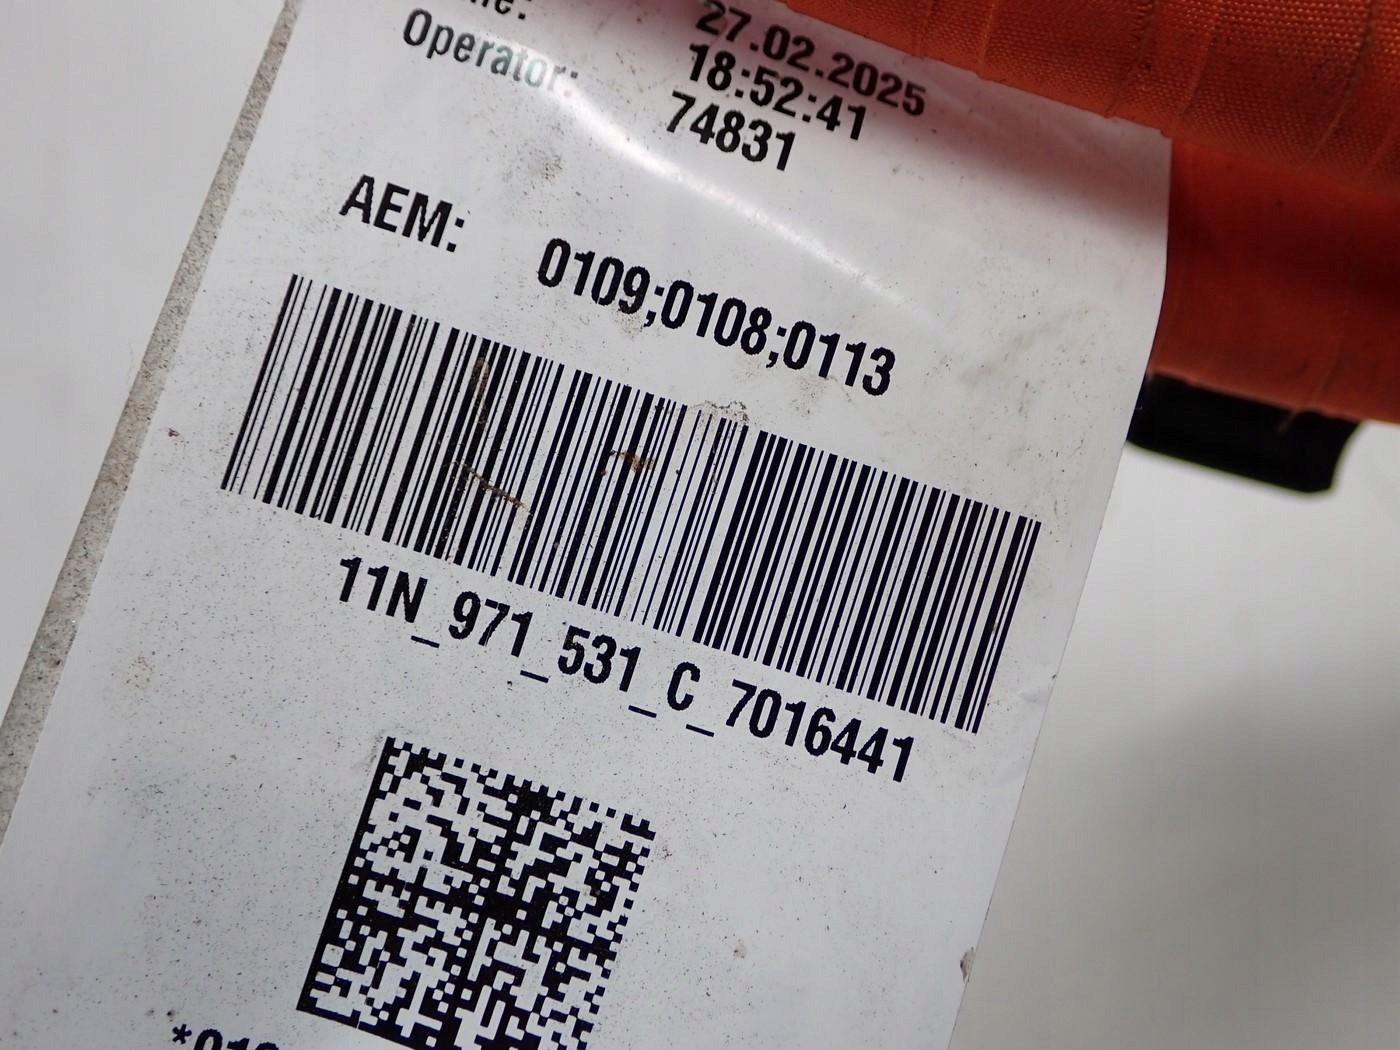 27.02.2025
18:52:41
Operator: 74831
AEM: 0109;0108;0113
11N_971_531_C_7016441